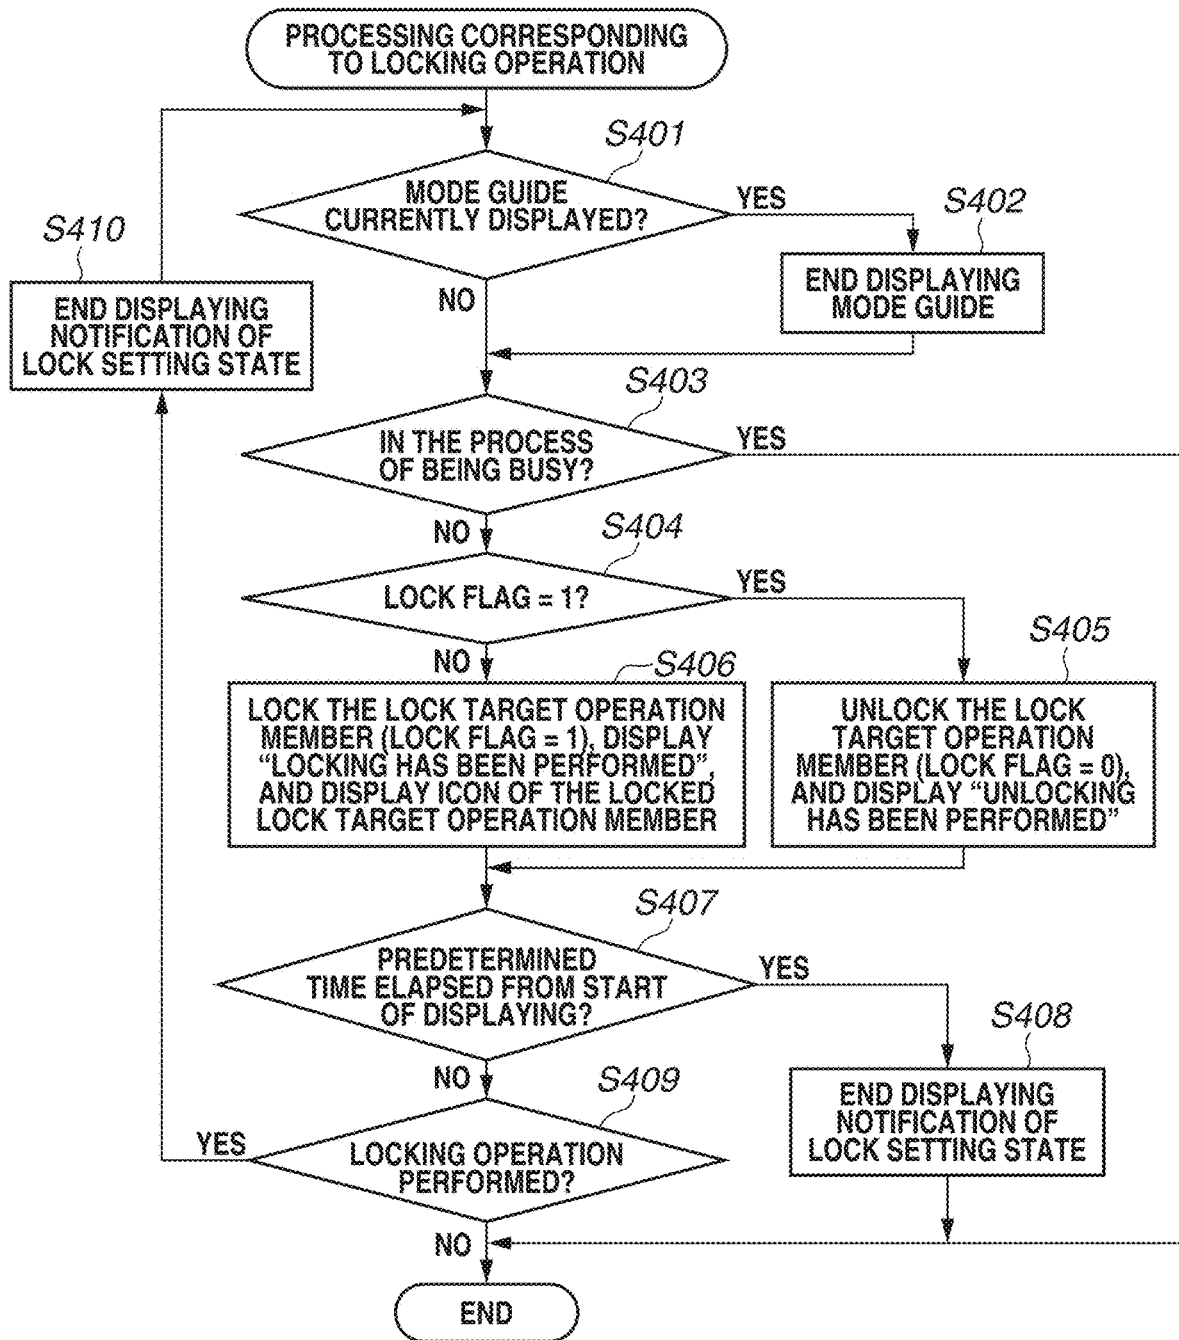 PROCESSING CORRESPONDING
TO LOCKING OPERATION
S401
MODE GUIDE
CURRENTLY DISPLAYED?
YES
NO
S402
END DISPLAYING
MODE GUIDE
S410
END DISPLAYING
NOTIFICATION OF
LOCK SETTING STATE
S403
IN THE PROCESS
OF BEING BUSY?
YES
NO
S404
LOCK FLAG = 1?
YES
NO
S405
UNLOCK THE LOCK
TARGET OPERATION
MEMBER (LOCK FLAG = 0),
AND DISPLAY “UNLOCKING
HAS BEEN PERFORMED”
S406
LOCK THE LOCK TARGET OPERATION
MEMBER (LOCK FLAG = 1), DISPLAY
“LOCKING HAS BEEN PERFORMED”,
AND DISPLAY ICON OF THE LOCKED
LOCK TARGET OPERATION MEMBER
S407
PREDETERMINED
TIME ELAPSED FROM START
OF DISPLAYING?
YES
NO
S408
END DISPLAYING
NOTIFICATION OF
LOCK SETTING STATE
S409
LOCKING OPERATION
PERFORMED?
YES
NO
END